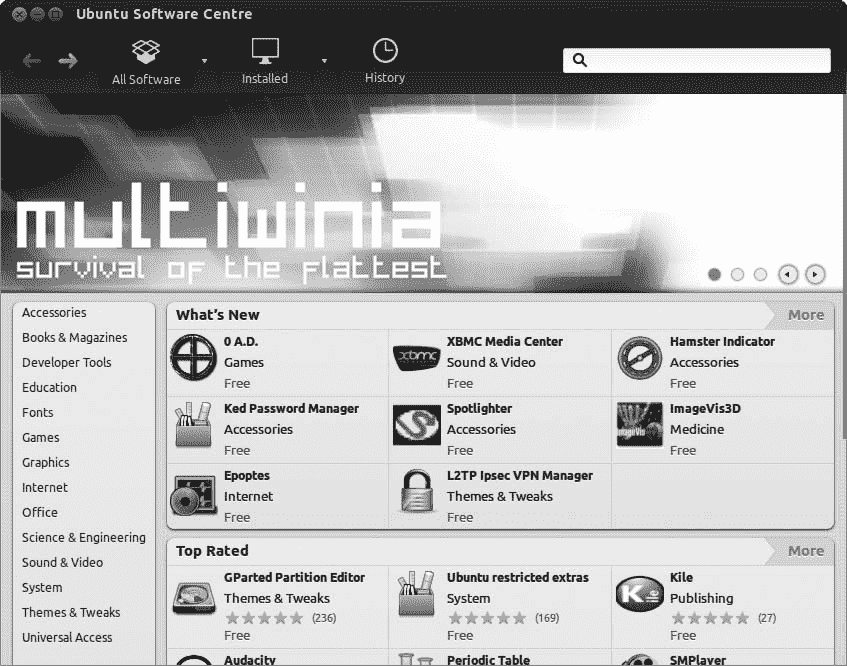 Ubuntu Software Centre
All Software
Installed
History
multiwinia
survival of the flattest
Accessories
Books & Magazines
Developer Tools
Education
Fonts
Games
Graphics
Internet
Office
Science & Engineering
Sound & Video
System
Themes & Tweaks
Universal Access
What's New
More
0 A.D.
Games
Free
xbmc
XBMC Media Center
Sound & Video
Free
Hamster Indicator
Accessories
Free
Ked Password Manager
Accessories
Free
Spotlighter
Accessories
Free
ImageVis
ImageVis3D
Medicine
Free
Epoptes
Internet
Free
L2TP Ipsec VPN Manager
Themes & Tweaks
Free
Top Rated
More
GParted Partition Editor
Themes & Tweaks
(236)
Free
Ubuntu restricted extras
System
(169)
Free
Kile
Kile
Publishing
(27)
Free
Audacity
Periodic Table
SMPlayer